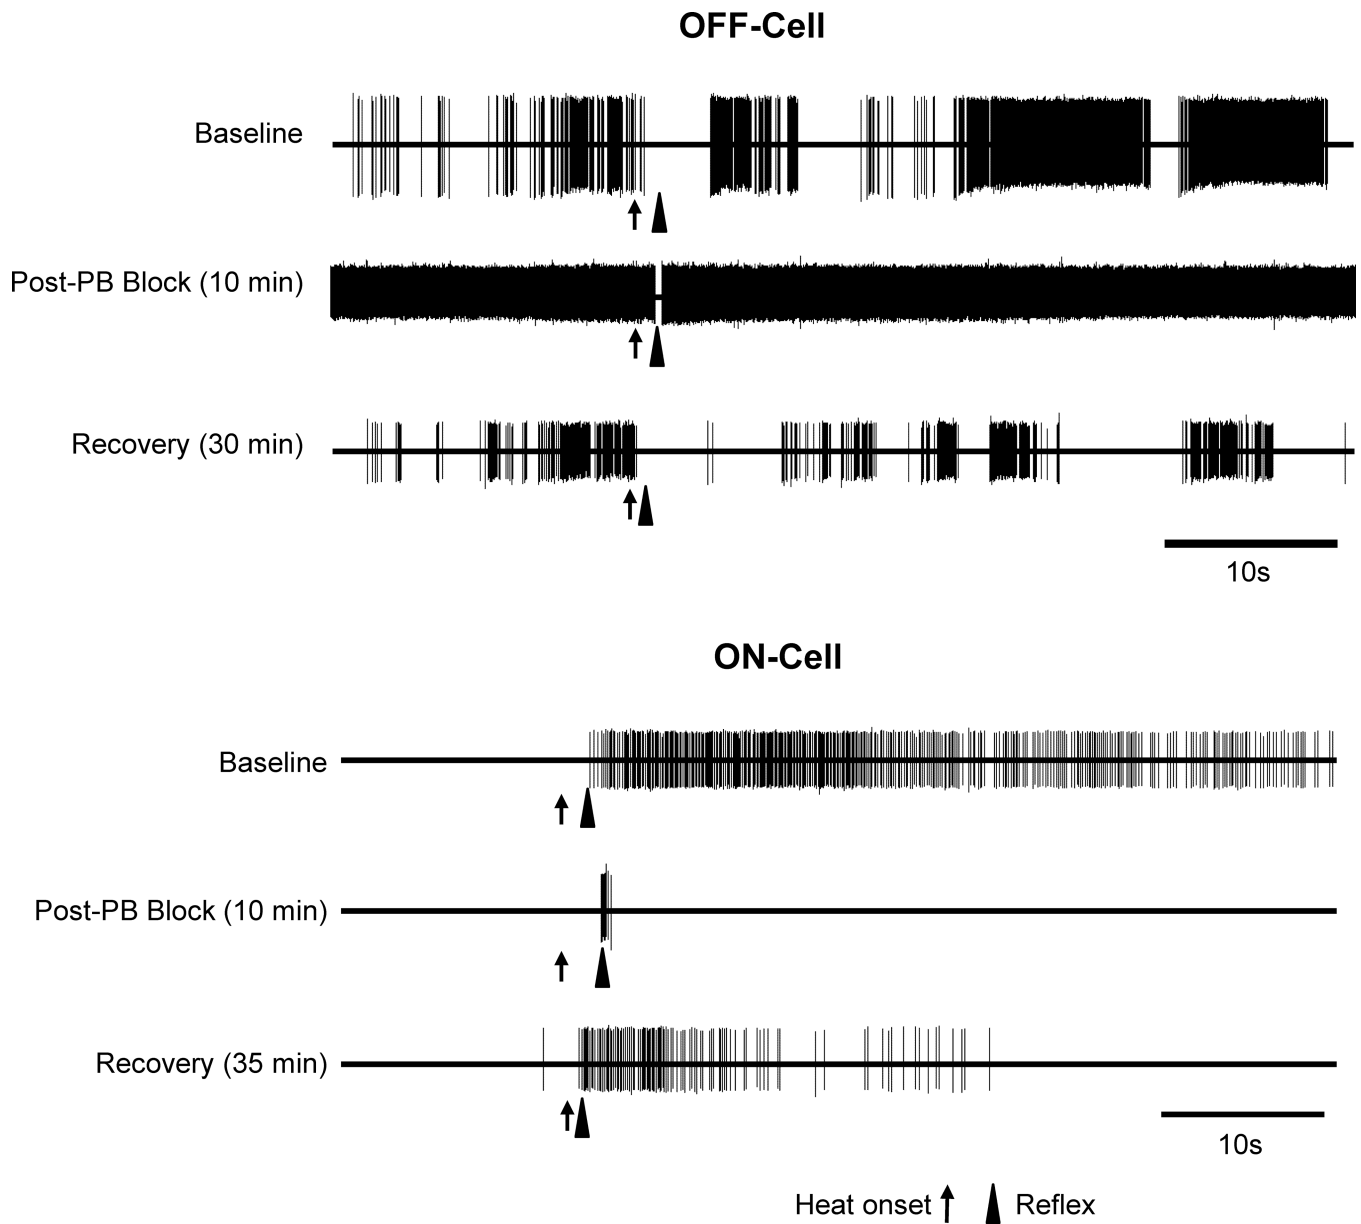 OFF-Cell
Baseline
Post-PB Block (10 min)
Recovery (30 min)
10s
ON-Cell
Baseline
Post-PB Block (10 min)
Recovery (35 min)
10s
Heat onset Reflex